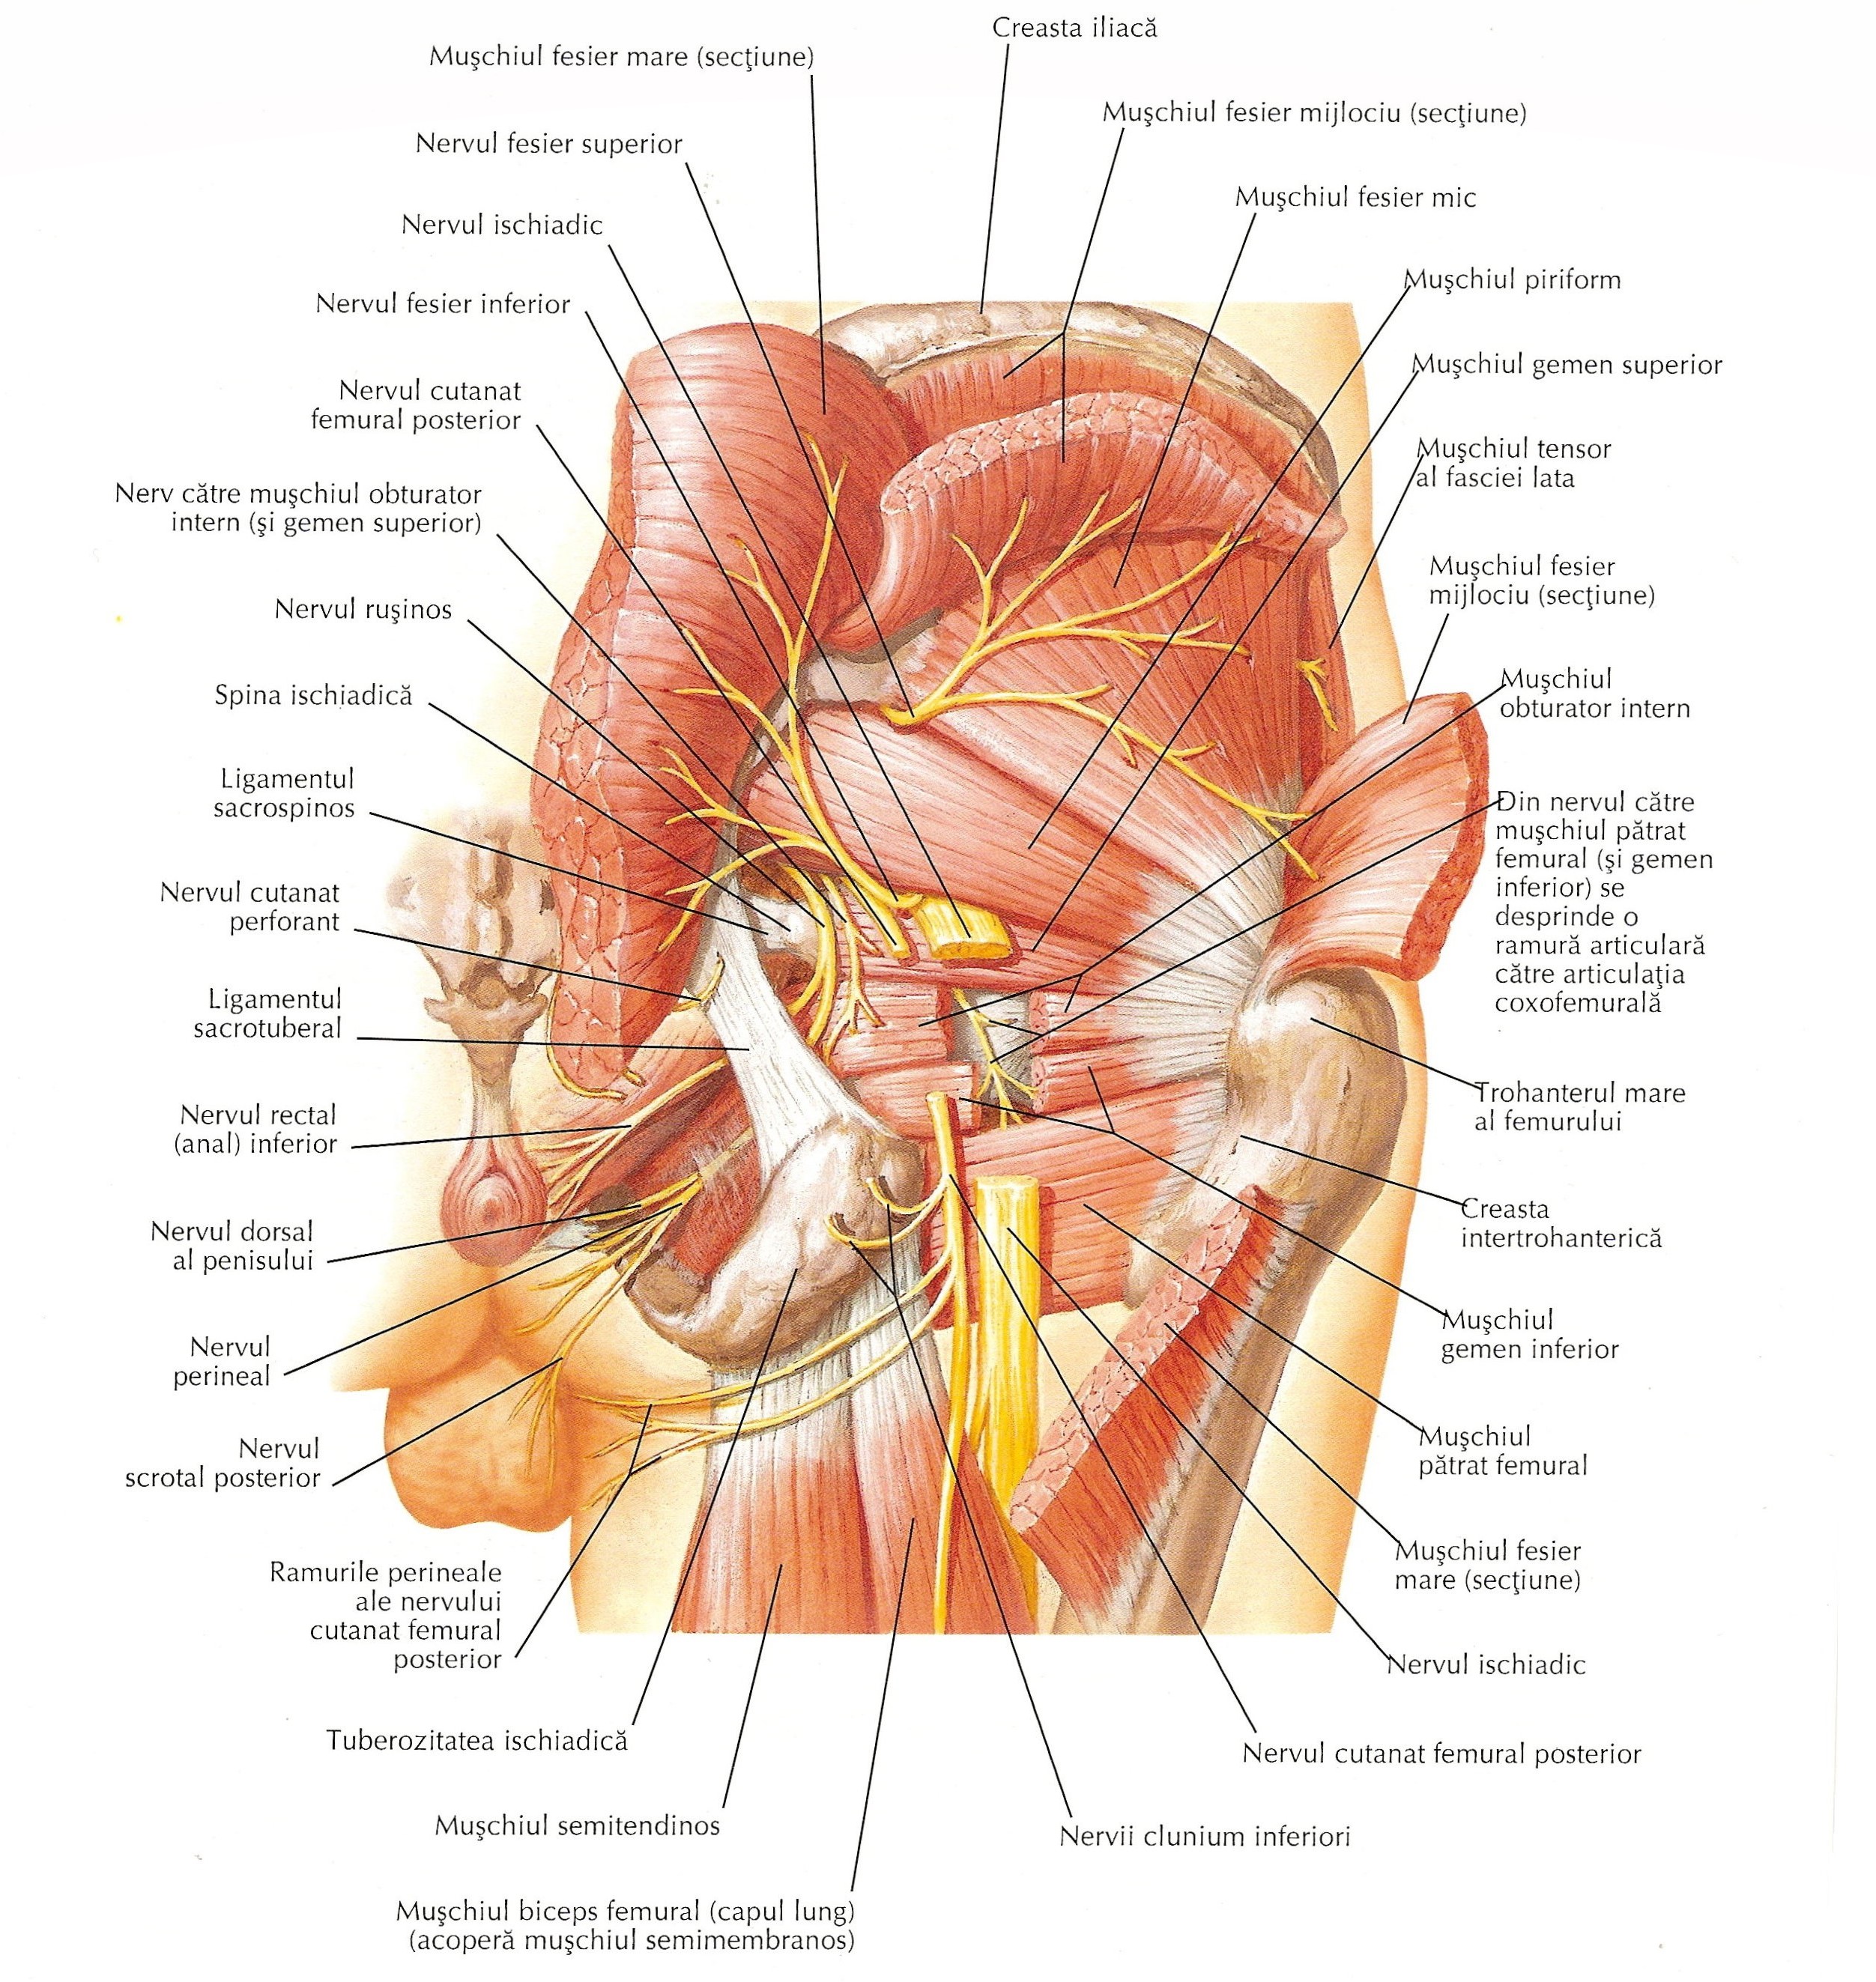 Creasta iliacă
Muşchiul fesier mare (secţiune)
Muşchiul fesier mijlociu (secţiune)
Nervul fesier superior
Muşchiul fesier mic
Nervul ischiadic
Muşchiul piriform
Nervul fesier inferior
Muşchiul gemen superior
Nervul cutanat
femural posterior
Muşchiul tensor
al fasciei lata
Nerv către muşchiul obturator
intern (şi gemen superior)
Muşchiul fesier
mijlociu (secţiune)
Nervul ruşinos
Muşchiul
obturator intern
Spina ischiadică
Ligamentul
sacrospinos
Din nervul către
muşchiul pătrat
femural (şi gemen
inferior) se
desprinde o
ramură articulară
către articulaţia
coxofemurală
Nervul cutanat
perforant
Ligamentul
sacrotuberal
Trohanterul mare
al femurului
Nervul rectal
(anal) inferior
Creasta
intertrohanterică
Nervul dorsal
al penisului
Muşchiul
gemen inferior
Nervul
perineal
Muşchiul
pătrat femural
Nervul
scrotal posterior
Muşchiul fesier
mare (secţiune)
Ramurile perineale
ale nervului
cutanat femural
posterior
Nervul ischiadic
Tuberozitatea ischiadică
Nervul cutanat femural posterior
Muşchiul semitendinos
Nervii clunium inferiori
Muşchiul biceps femural (capul lung)
(acoperă muşchiul semimembranos)